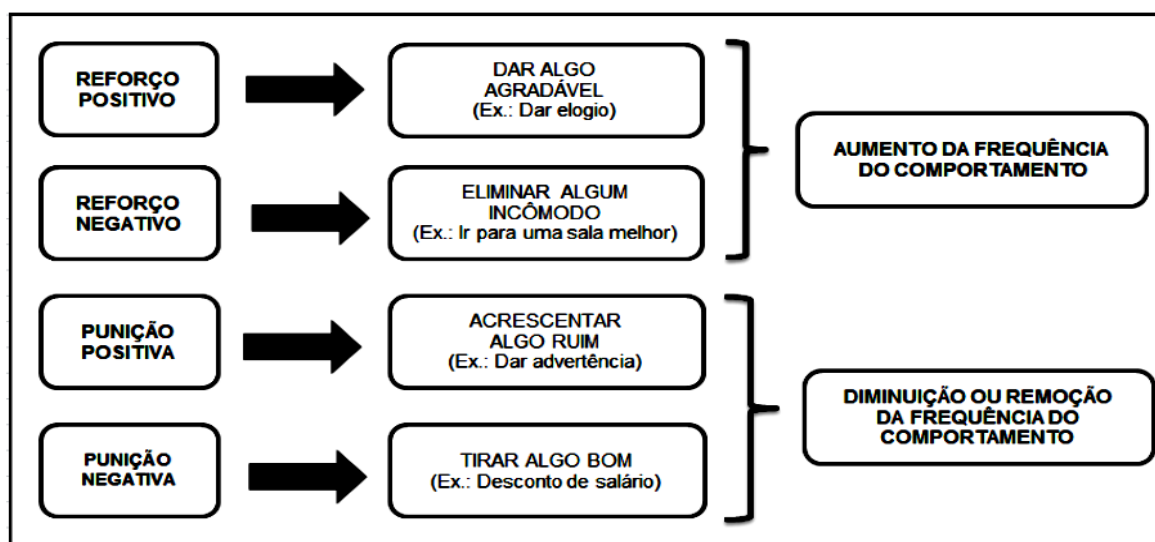 REFORÇO
POSITIVO
DAR ALGO
AGRADÁVEL
(Ex.: Dar elogio)
REFORÇO
NEGATIVO
ELIMINAR ALGUM
INCÔMODO
(Ex.: Ir para uma sala melhor)
AUMENTO DA FREQUÊNCIA
DO COMPORTAMENTO
PUNIÇÃO
POSITIVA
ACRESCENTAR
ALGO RUIM
(Ex.: Dar advertência)
PUNIÇÃO
NEGATIVA
TIRAR ALGO BOM
(Ex.: Desconto de salário)
DIMINUIÇÃO OU REMOÇÃO
DA FREQUÊNCIA DO
COMPORTAMENTO